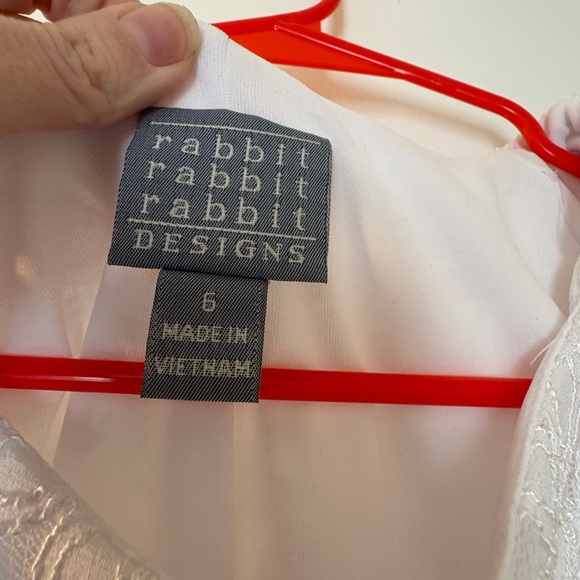 rabbit
rabbit
rabbit
DESIGNS
6
MADE IN
VIETNAM